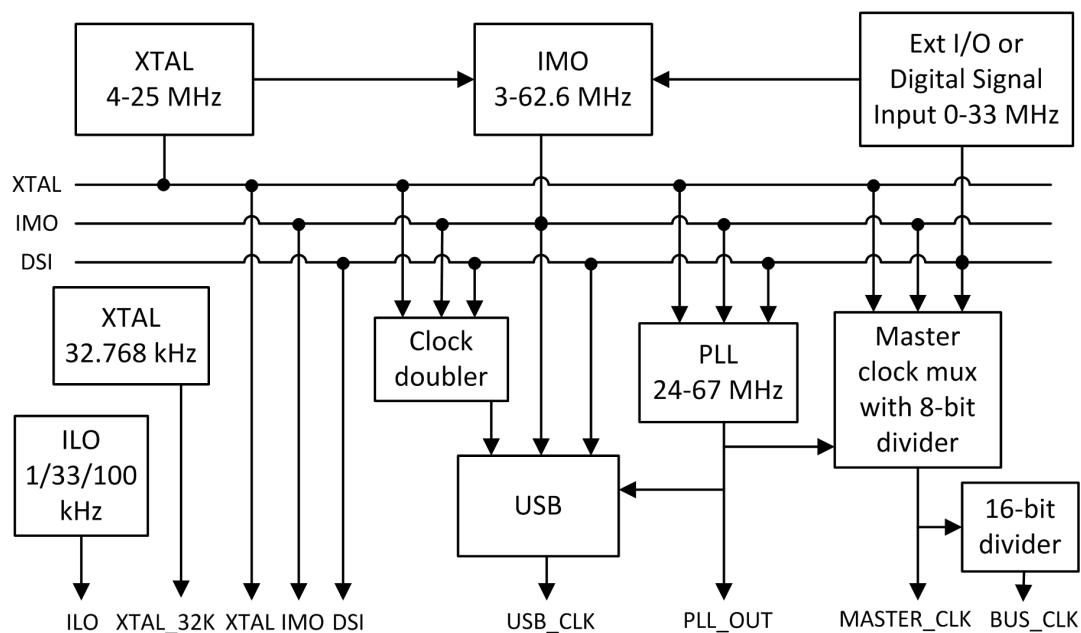 XTAL
4-25 MHz
IMO
3-62.6 MHz
Ext I/O or
Digital Signal
Input 0-33 MHz
XTAL
IMO
DSI
XTAL
32.768 kHz
Clock
doubler
PLL
24-67 MHz
Master
clock mux
with 8-bit
divider
ILO
1/33/100
kHz
USB
16-bit
divider
ILO
XTAL_32K
XTAL
IMO
DSI
USB_CLK
PLL_OUT
MASTER_CLK
BUS_CLK